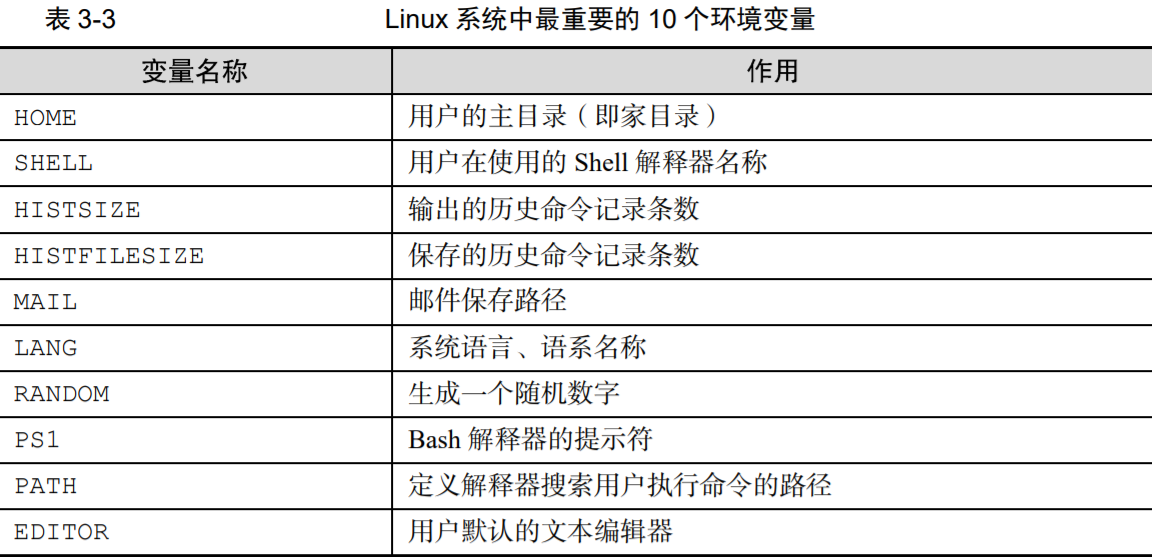 表 3-3 Linux 系统中最重要的 10 个环境变量
变量名称 作用
HOME 用户的主目录（即家目录）
SHELL 用户在使用的 Shell 解释器名称
HISTSIZE 输出的历史命令记录条数
HISTFILESIZE 保存的历史命令记录条数
MAIL 邮件保存路径
LANG 系统语言、语系名称
RANDOM 生成一个随机数字
PS1 Bash 解释器的提示符
PATH 定义解释器搜索用户执行命令的路径
EDITOR 用户默认的文本编辑器